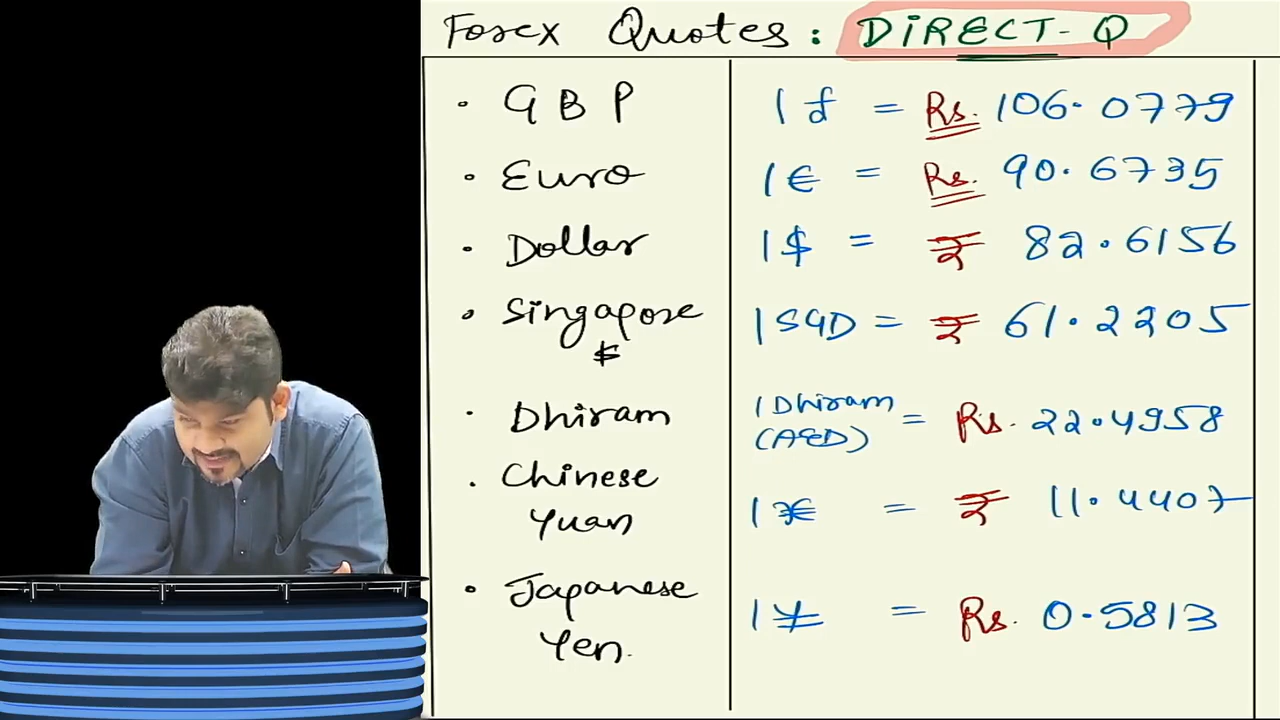 Forex Quotes : DIRECT - Q
• GBP 1 £ = Rs. 106.0779
• Euro 1 € = Rs. 90.6735
• Dollar 1 $ = ₹ 82.6156
• Singapore $ 1 SGD = ₹ 61.2205
• Dhiram 1 Dhiram (AED) = Rs. 22.4958
• Chinese Yuan 1 ¥ = ₹ 11.4407
• Japanese Yen. 1 ¥ = Rs. 0.5813